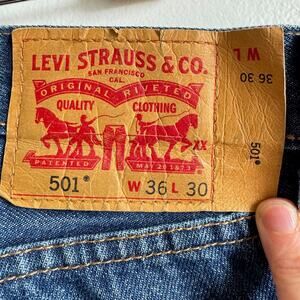 LEVI STRAUSS & CO.
SAN FRANCISCO
CAL.
ORIGINAL RIVETED
QUALITY CLOTHING
XX
PATENTED MAY 20 1873
501®
W 36 L 30
W L
36 30
501®